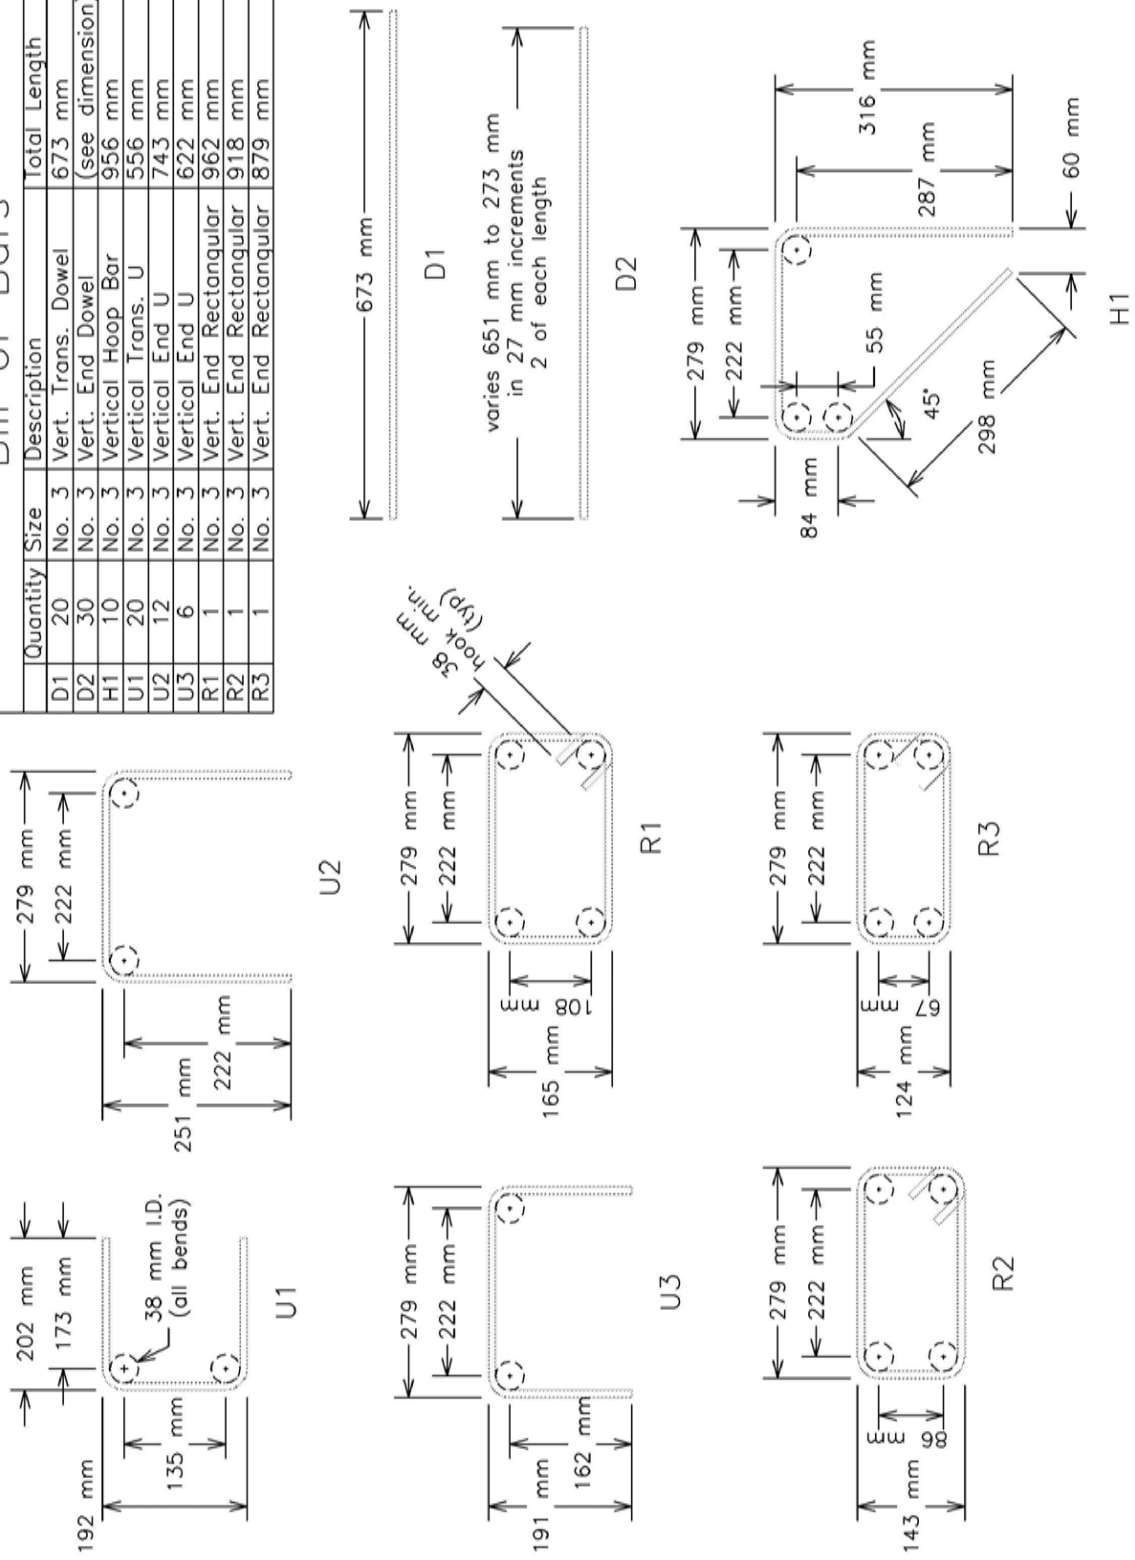 Bill of Bars
Quantity Size Description Total Length
D1 20 No. 3 Vert. Trans. Dowel 673 mm
D2 30 No. 3 Vert. End Dowel (see dimension)
H1 10 No. 3 Vertical Hoop Bar 956 mm
U1 20 No. 3 Vertical Trans. U 556 mm
U2 12 No. 3 Vertical End U 743 mm
U3 6 No. 3 Vertical End U 622 mm
R1 1 No. 3 Vert. End Rectangular 962 mm
R2 1 No. 3 Vert. End Rectangular 918 mm
R3 1 No. 3 Vert. End Rectangular 879 mm
202 mm
173 mm
192 mm
135 mm
38 mm I.D.
(all bends)
U1
279 mm
222 mm
251 mm
222 mm
U2
673 mm
D1
varies 651 mm to 273 mm
in 27 mm increments
2 of each length
D2
279 mm
222 mm
191 mm
162 mm
U3
279 mm
222 mm
165 mm
108 mm
38 mm
hook min.
(typ)
R1
279 mm
222 mm
143 mm
86 mm
R2
279 mm
222 mm
124 mm
67 mm
R3
279 mm
222 mm
84 mm
55 mm
45°
298 mm
316 mm
287 mm
60 mm
H1